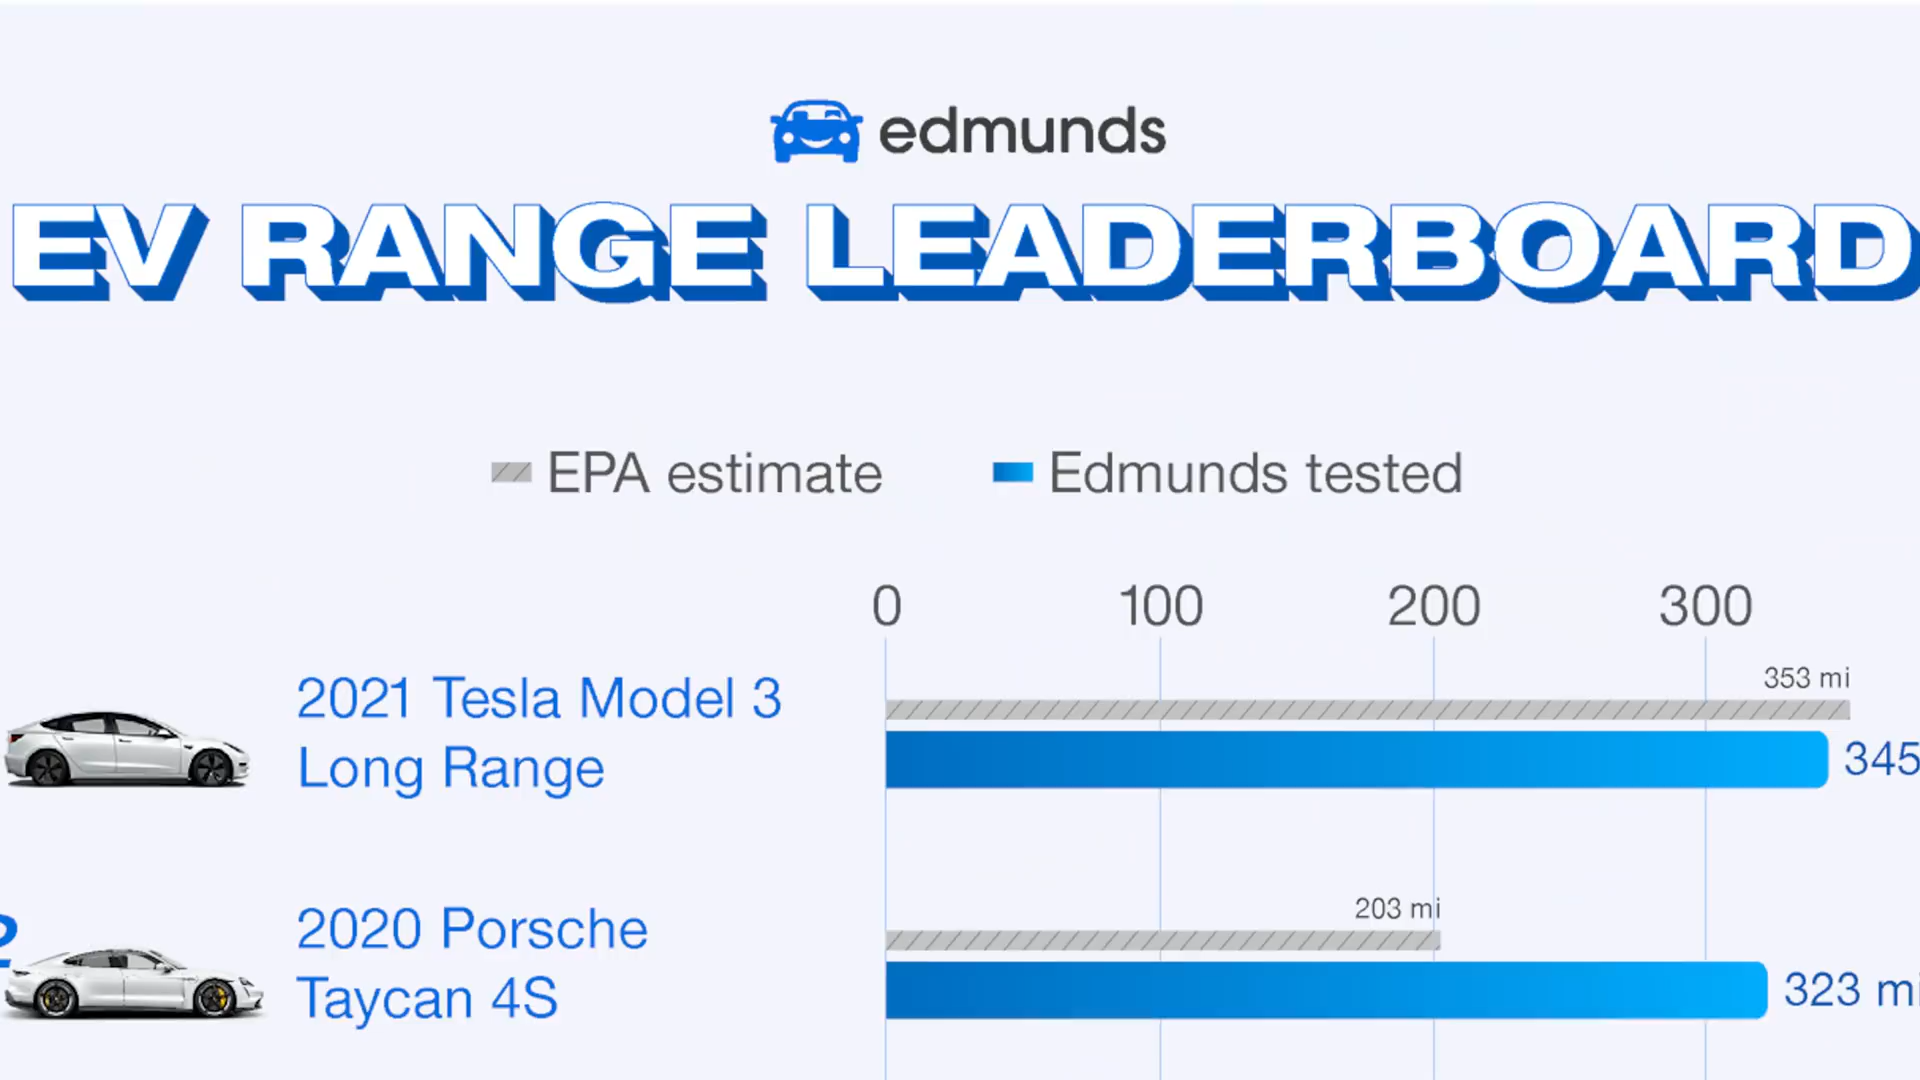 edmunds
EV RANGE LEADERBOARD
EPA estimate
Edmunds tested
0 100 200 300
353 mi
2021 Tesla Model 3
Long Range
345
203 mi
2
2020 Porsche
Taycan 4S
323 mi